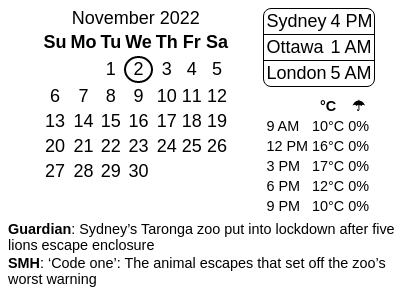 November 2022
Su Mo Tu We Th Fr Sa
1 2 3 4 5
6 7 8 9 10 11 12
13 14 15 16 17 18 19
20 21 22 23 24 25 26
27 28 29 30
Sydney 4 PM
Ottawa 1 AM
London 5 AM
°C ☂
9 AM 10°C 0%
12 PM 16°C 0%
3 PM 17°C 0%
6 PM 12°C 0%
9 PM 10°C 0%
Guardian: Sydney’s Taronga zoo put into lockdown after five
lions escape enclosure
SMH: ‘Code one’: The animal escapes that set off the zoo’s
worst warning